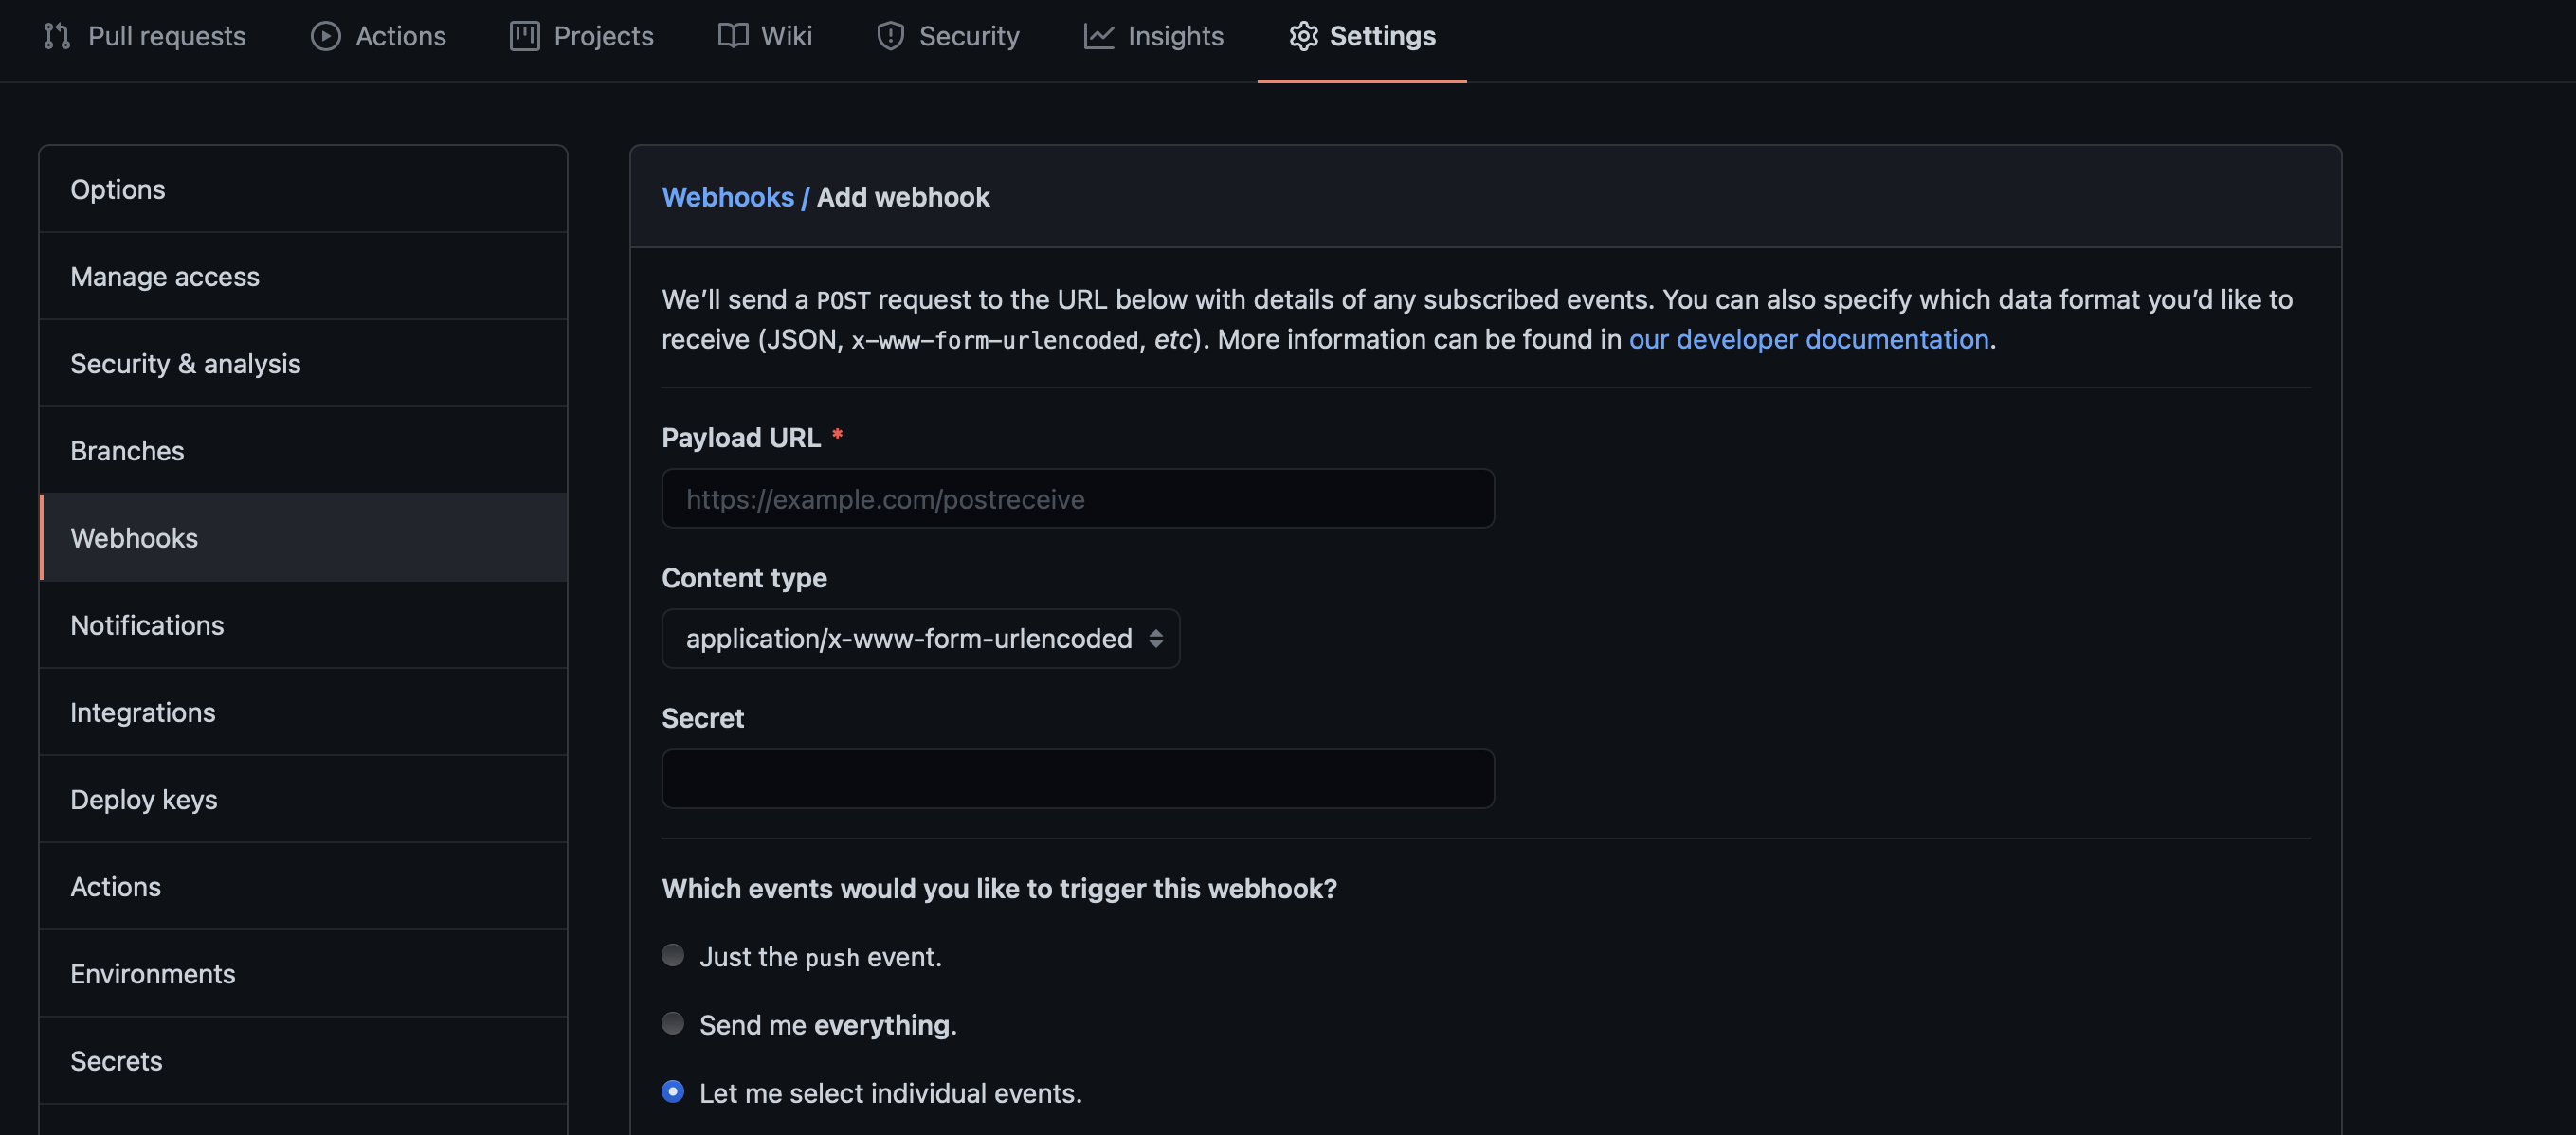 Pull requests
Actions
Projects
Wiki
Security
Insights
Settings
Options
Manage access
Security & analysis
Branches
Webhooks
Notifications
Integrations
Deploy keys
Actions
Environments
Secrets
Webhooks / Add webhook
We’ll send a POST request to the URL below with details of any subscribed events. You can also specify which data format you’d like to
receive (JSON, x-www-form-urlencoded, etc). More information can be found in our developer documentation.
Payload URL *
https://example.com/postreceive
Content type
application/x-www-form-urlencoded
Secret
Which events would you like to trigger this webhook?
Just the push event.
Send me everything.
Let me select individual events.